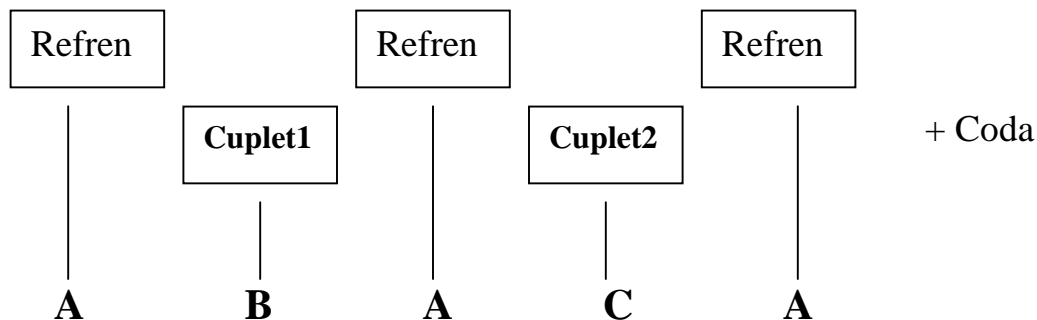 Refren Refren Refren
Cuplet1 Cuplet2 + Coda
A B A C A